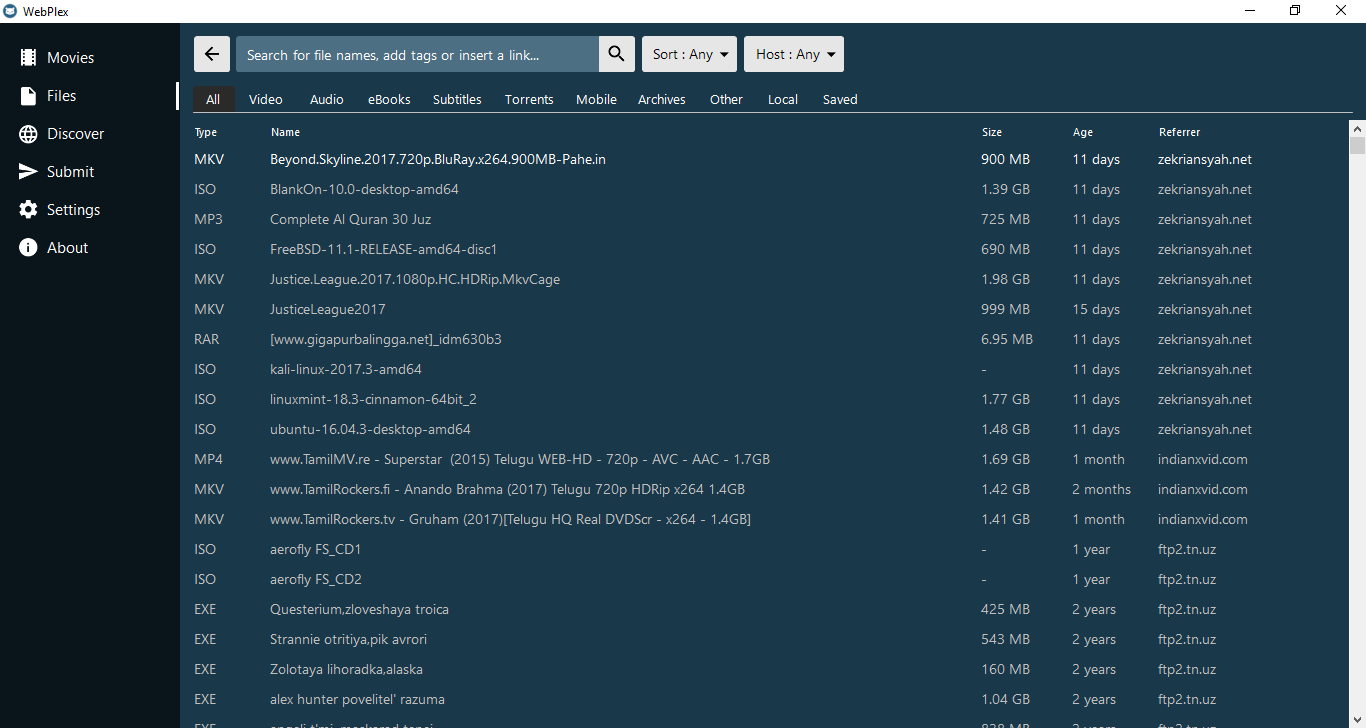 WebPlex
Movies
Files
Discover
Submit
Settings
About
Search for file names, add tags or insert a link...
Sort : Any
Host : Any
All Video Audio eBooks Subtitles Torrents Mobile Archives Other Local Saved
Type Name Size Age Referrer
MKV Beyond.Skyline.2017.720p.BluRay.x264.900MB-Pahe.in 900 MB 11 days zekriansyah.net
ISO BlankOn-10.0-desktop-amd64 1.39 GB 11 days zekriansyah.net
MP3 Complete Al Quran 30 Juz 725 MB 11 days zekriansyah.net
ISO FreeBSD-11.1-RELEASE-amd64-disc1 690 MB 11 days zekriansyah.net
MKV Justice.League.2017.1080p.HC.HDRip.MkvCage 1.98 GB 11 days zekriansyah.net
MKV JusticeLeague2017 999 MB 15 days zekriansyah.net
RAR [www.gigapurbalingga.net]_idm630b3 6.95 MB 11 days zekriansyah.net
ISO kali-linux-2017.3-amd64 - 11 days zekriansyah.net
ISO linuxmint-18.3-cinnamon-64bit_2 1.77 GB 11 days zekriansyah.net
ISO ubuntu-16.04.3-desktop-amd64 1.48 GB 11 days zekriansyah.net
MP4 www.TamilMV.re - Superstar (2015) Telugu WEB-HD - 720p - AVC - AAC - 1.7GB 1.69 GB 1 month indianxvid.com
MKV www.TamilRockers.fi - Anando Brahma (2017) Telugu 720p HDRip x264 1.4GB 1.42 GB 2 months indianxvid.com
MKV www.TamilRockers.tv - Gruham (2017)[Telugu HQ Real DVDScr - x264 - 1.4GB] 1.41 GB 1 month indianxvid.com
ISO aerofly FS_CD1 - 1 year ftp2.tn.uz
ISO aerofly FS_CD2 - 1 year ftp2.tn.uz
EXE Questerium,zloveshaya troica 425 MB 2 years ftp2.tn.uz
EXE Strannie otritiya,pik avrori 543 MB 2 years ftp2.tn.uz
EXE Zolotaya lihoradka,alaska 160 MB 2 years ftp2.tn.uz
EXE alex hunter povelitel' razuma 1.04 GB 2 years ftp2.tn.uz